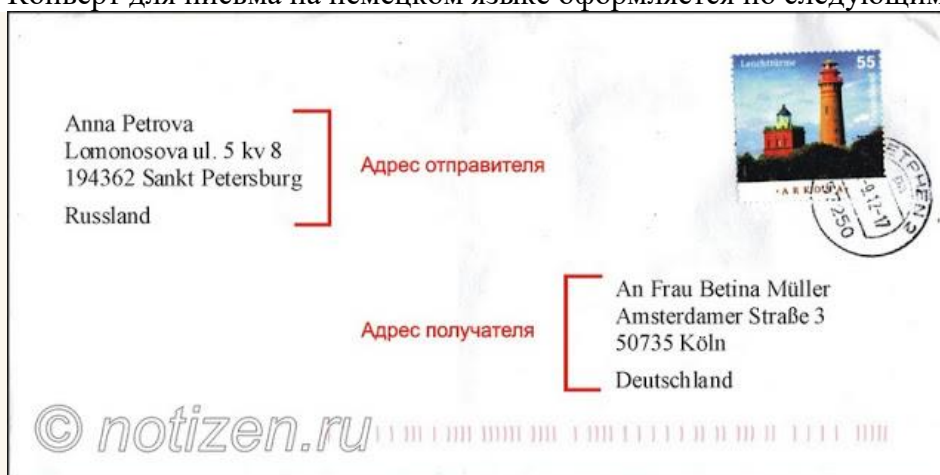 Конверт для письма на немецком языке оформляется по следующим
Leuchttürme 55
Anna Petrova
Lomonosova ul. 5 kv 8
194362 Sankt Petersburg
Russland
Адрес отправителя
An Frau Betina Müller
Amsterdamer Straße 3
50735 Köln
Deutschland
Адрес получателя
© notizen.ru